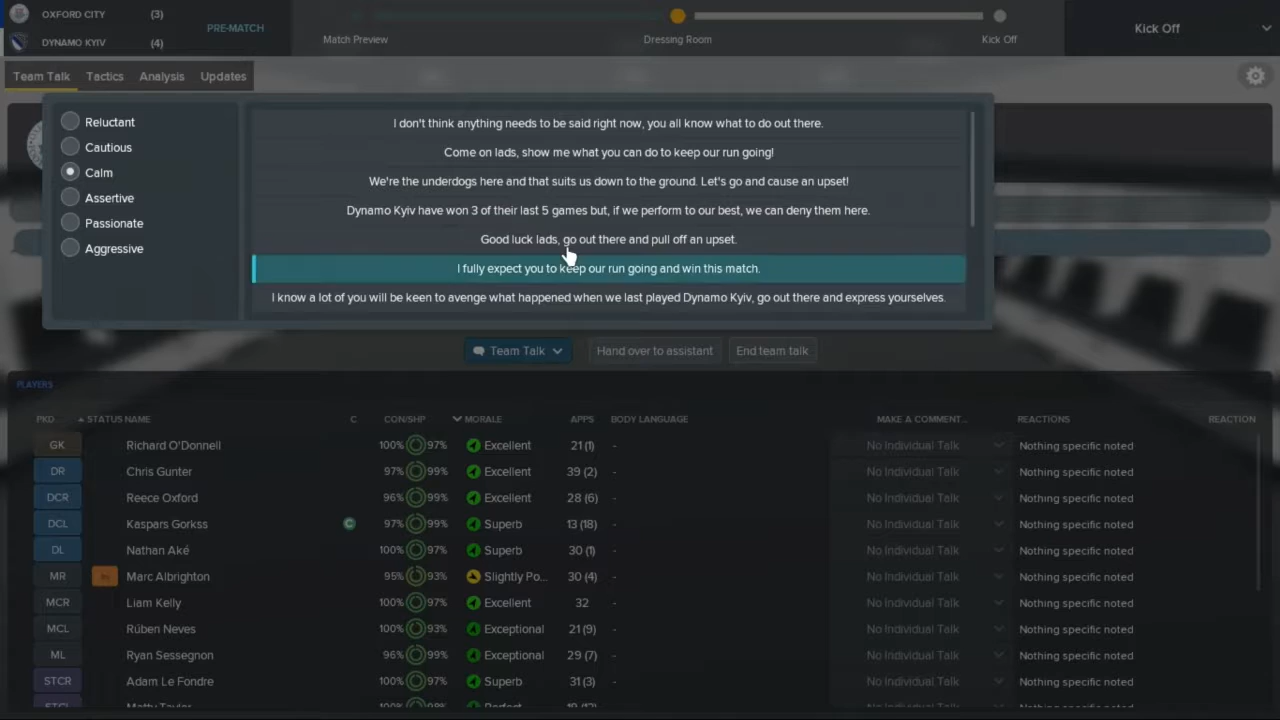 OXFORD CITY (3)
DYNAMO KYIV (4)
PRE-MATCH
Match Preview
Dressing Room
Kick Off
Kick Off
Team Talk
Tactics
Analysis
Updates
Reluctant
Cautious
Calm
Assertive
Passionate
Aggressive
I don't think anything needs to be said right now, you all know what to do out there.
Come on lads, show me what you can do to keep our run going!
We're the underdogs here and that suits us down to the ground. Let's go and cause an upset!
Dynamo Kyiv have won 3 of their last 5 games but, if we perform to our best, we can deny them here.
Good luck lads, go out there and pull off an upset.
I fully expect you to keep our run going and win this match.
I know a lot of you will be keen to avenge what happened when we last played Dynamo Kyiv, go out there and express yourselves.
Team Talk
Hand over to assistant
End team talk
PLAYERS
PKD STATUS NAME C CON/SHP MORALE APPS BODY LANGUAGE MAKE A COMMENT... REACTIONS REACTION
GK Richard O'Donnell 100% 97% Excellent 21 (1) - No Individual Talk Nothing specific noted
DR Chris Gunter 97% 99% Excellent 39 (2) - No Individual Talk Nothing specific noted
DCR Reece Oxford 96% 99% Excellent 28 (6) - No Individual Talk Nothing specific noted
DCL Kaspars Gorkss C 97% 99% Superb 13 (18) - No Individual Talk Nothing specific noted
DL Nathan Aké 100% 97% Superb 30 (1) - No Individual Talk Nothing specific noted
MR Marc Albrighton 95% 93% Slightly Po... 30 (4) - No Individual Talk Nothing specific noted
MCR Liam Kelly 100% 97% Excellent 32 - No Individual Talk Nothing specific noted
MCL Rúben Neves 100% 93% Exceptional 21 (9) - No Individual Talk Nothing specific noted
ML Ryan Sessegnon 96% 99% Exceptional 29 (7) - No Individual Talk Nothing specific noted
STCR Adam Le Fondre 100% 97% Superb 31 (3) - No Individual Talk Nothing specific noted
Matty Taylor